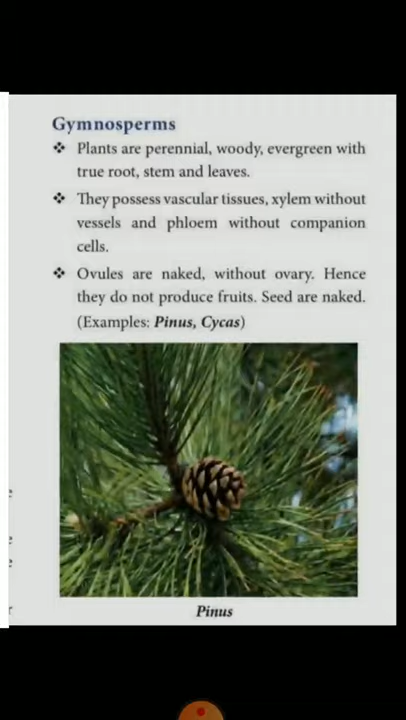 Gymnosperms
❖ Plants are perennial, woody, evergreen with
true root, stem and leaves.
❖ They possess vascular tissues, xylem without
vessels and phloem without companion
cells.
❖ Ovules are naked, without ovary. Hence
they do not produce fruits. Seed are naked.
(Examples: Pinus, Cycas)
Pinus